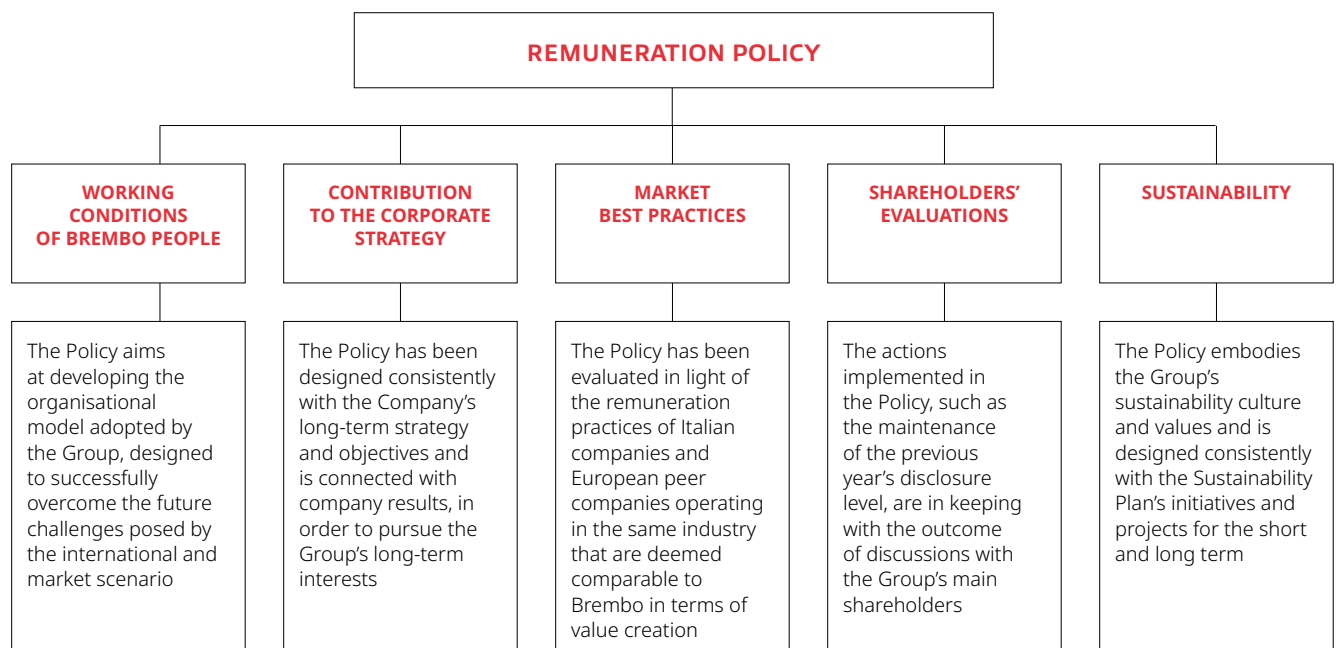 REMUNERATION POLICY
WORKING
CONDITIONS
OF BREMBO PEOPLE
CONTRIBUTION
TO THE CORPORATE
STRATEGY
MARKET
BEST PRACTICES
SHAREHOLDERS’
EVALUATIONS
SUSTAINABILITY
The Policy aims
at developing the
organisational
model adopted by
the Group, designed
to successfully
overcome the future
challenges posed by
the international and
market scenario
The Policy has been
designed consistently
with the Company’s
long-term strategy
and objectives and
is connected with
company results, in
order to pursue the
Group’s long-term
interests
The Policy has been
evaluated in light of
the remuneration
practices of Italian
companies and
European peer
companies operating
in the same industry
that are deemed
comparable to
Brembo in terms of
value creation
The actions
implemented in
the Policy, such as
the maintenance
of the previous
year’s disclosure
level, are in keeping
with the outcome
of discussions with
the Group’s main
shareholders
The Policy embodies
the Group’s
sustainability culture
and values and is
designed consistently
with the Sustainability
Plan’s initiatives and
projects for the short
and long term